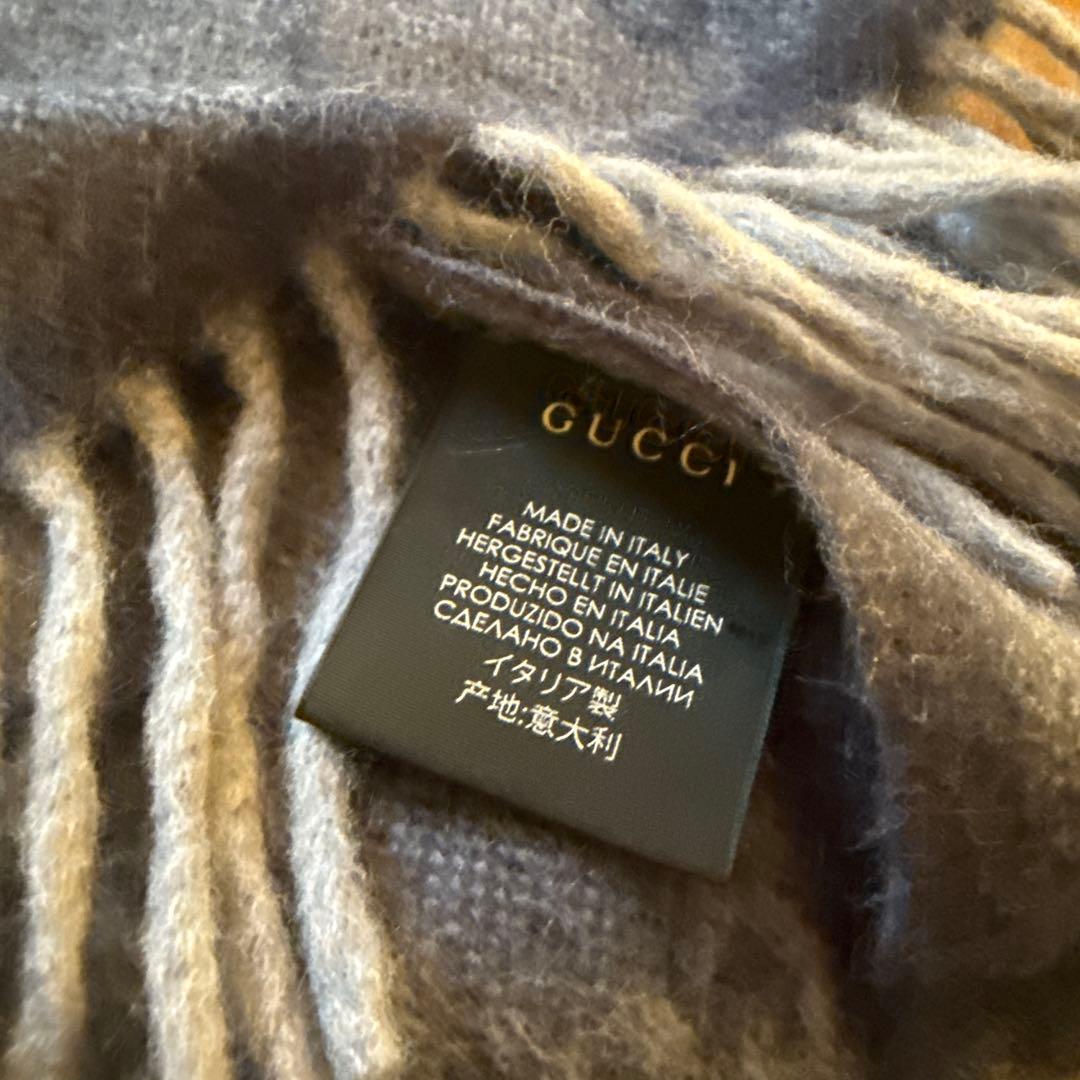 GUCCI
MADE IN ITALY
FABRIQUE EN ITALIE
HERGESTELLT IN ITALIEN
HECHO EN ITALIA
PRODUZIDO NA ITALIA
СДЕЛАНО В ИТАЛИИ
イタリア製
产地:意大利